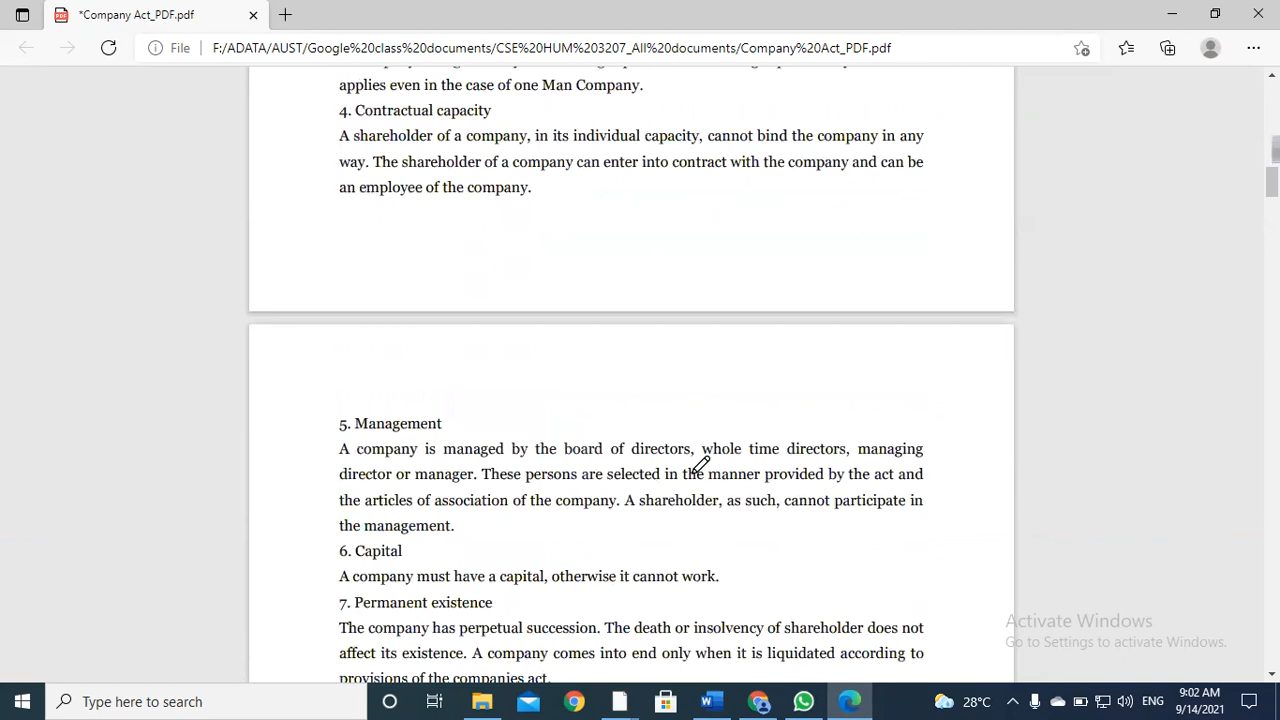 *Company Act_PDF.pdf
File
F:/ADATA/AUST/Google%20class%20documents/CSE%20HUM%203207_All%20documents/Company%20Act_PDF.pdf
applies even in the case of one Man Company.
4. Contractual capacity
A shareholder of a company, in its individual capacity, cannot bind the company in any
way. The shareholder of a company can enter into contract with the company and can be
an employee of the company.
5. Management
A company is managed by the board of directors, whole time directors, managing
director or manager. These persons are selected in the manner provided by the act and
the articles of association of the company. A shareholder, as such, cannot participate in
the management.
6. Capital
A company must have a capital, otherwise it cannot work.
7. Permanent existence
The company has perpetual succession. The death or insolvency of shareholder does not
affect its existence. A company comes into end only when it is liquidated according to
provisions of the companies act.
Activate Windows
Go to Settings to activate Windows.
Type here to search
28°C
ENG
9:02 AM
9/14/2021